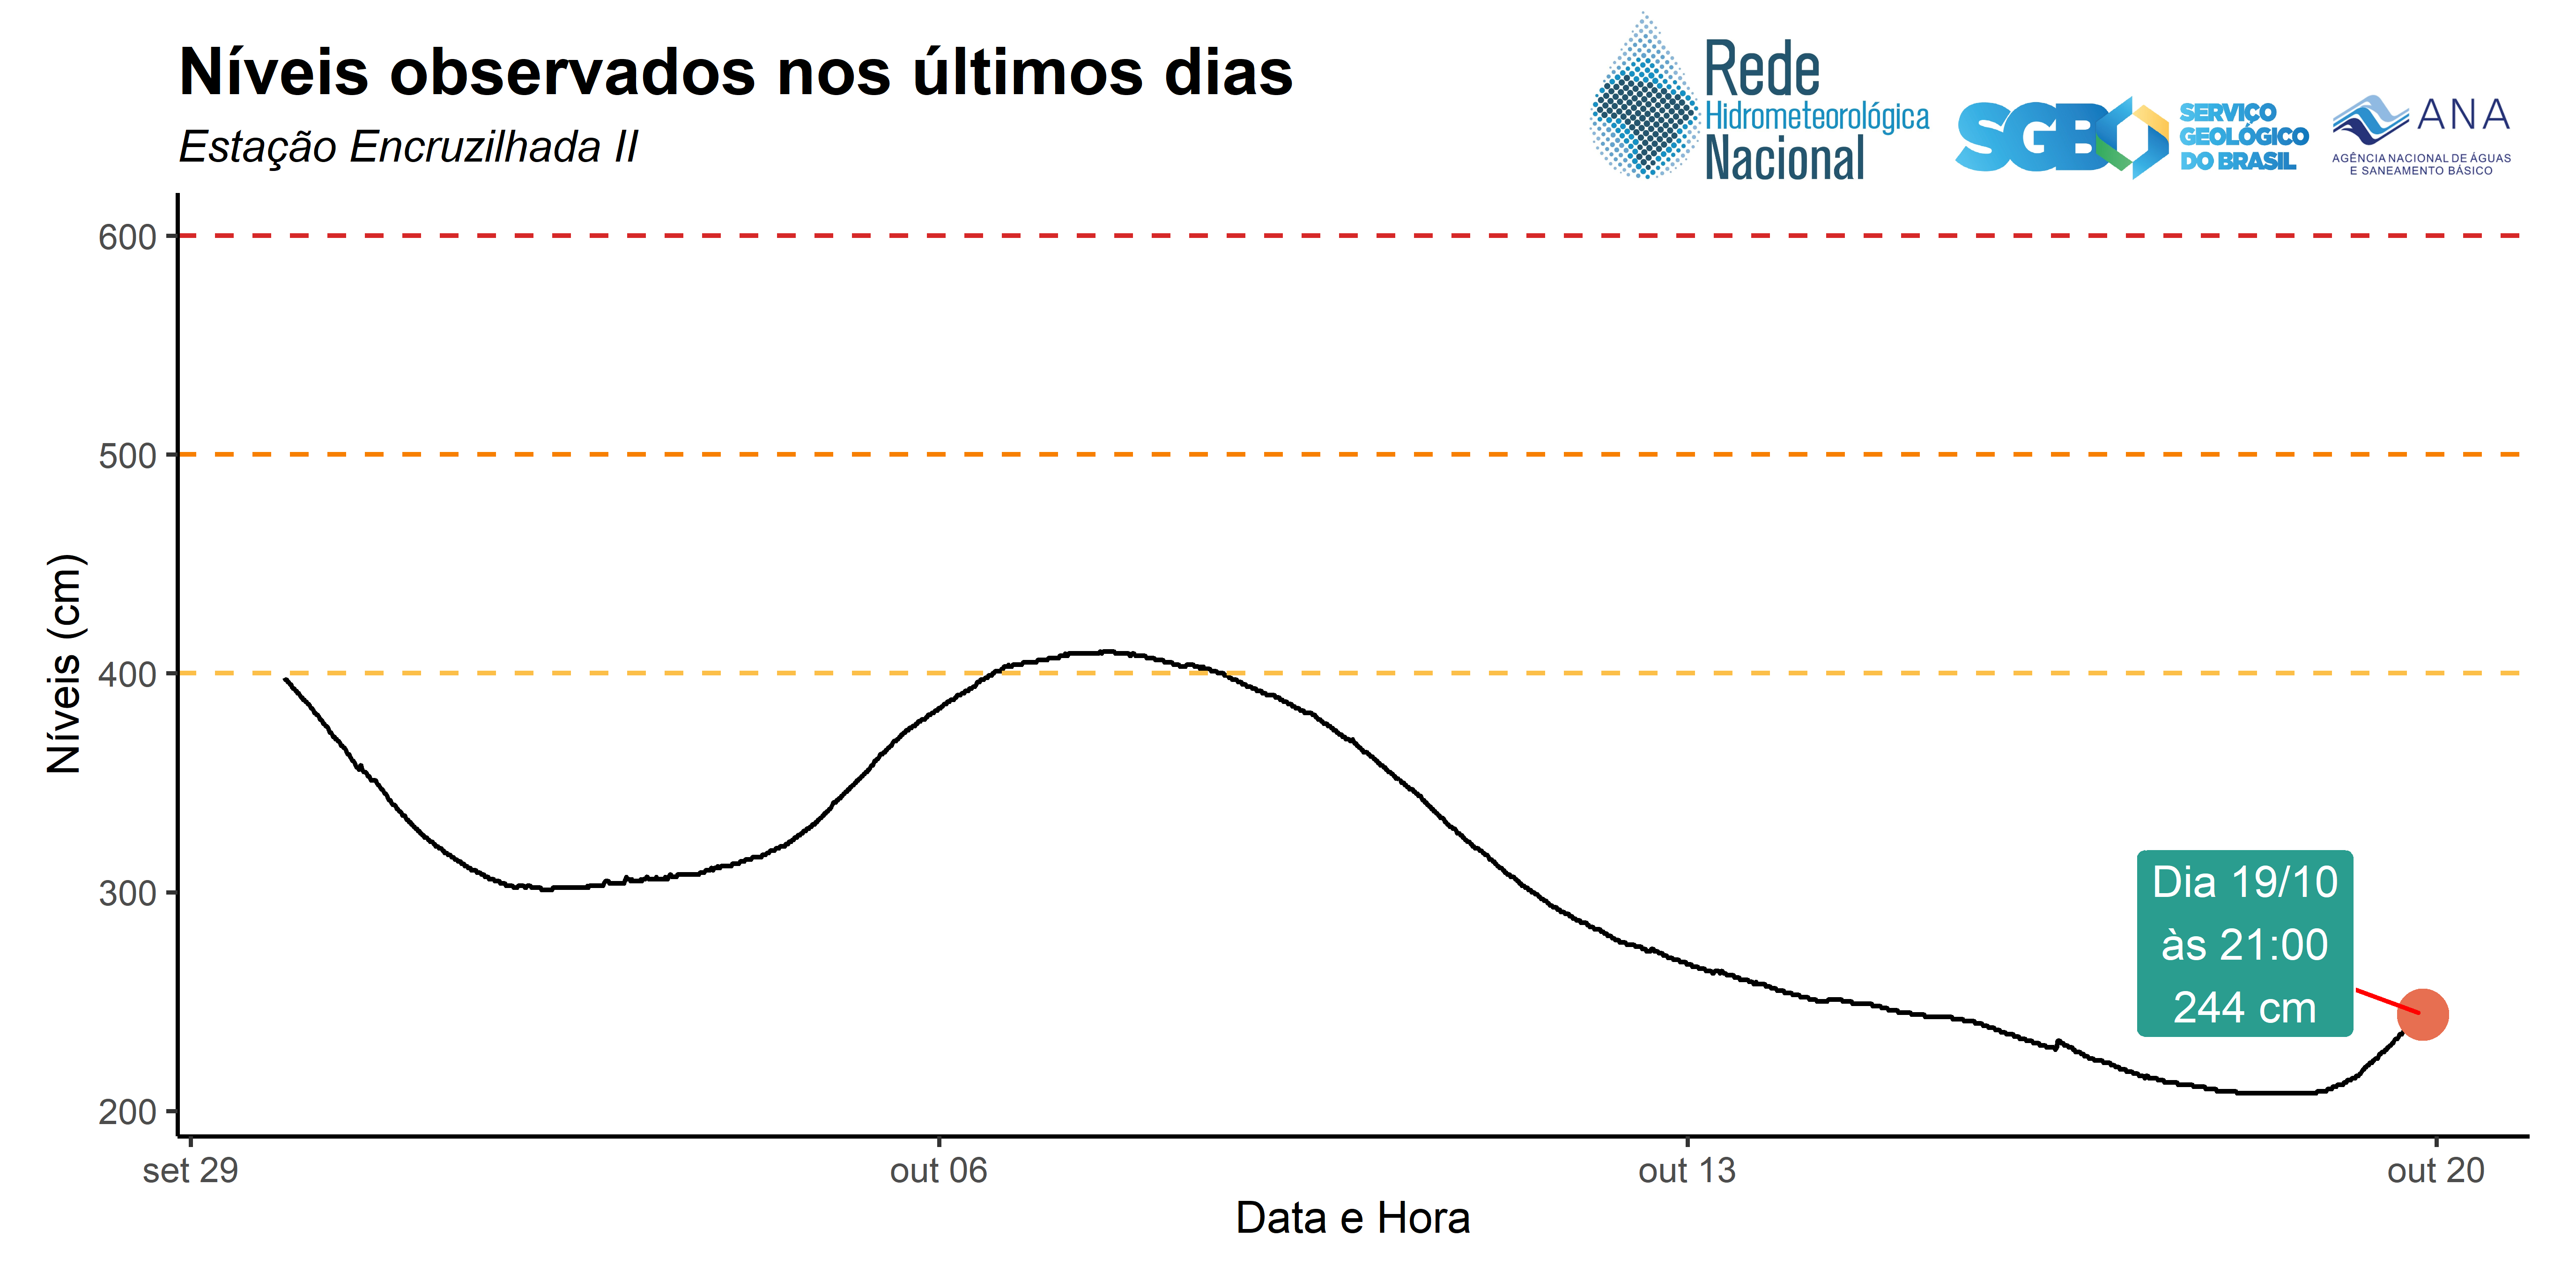 Níveis observados nos últimos dias
Estação Encruzilhada II
Rede
Hidrometeorológica
Nacional
SGB
SERVIÇO
GEOLÓGICO
DO BRASIL
ANA
AGÊNCIA NACIONAL DE ÁGUAS
E SANEAMENTO BÁSICO
Níveis (cm)
600
500
400
300
200
Dia 19/10
às 21:00
244 cm
set 29
out 06
out 13
out 20
Data e Hora